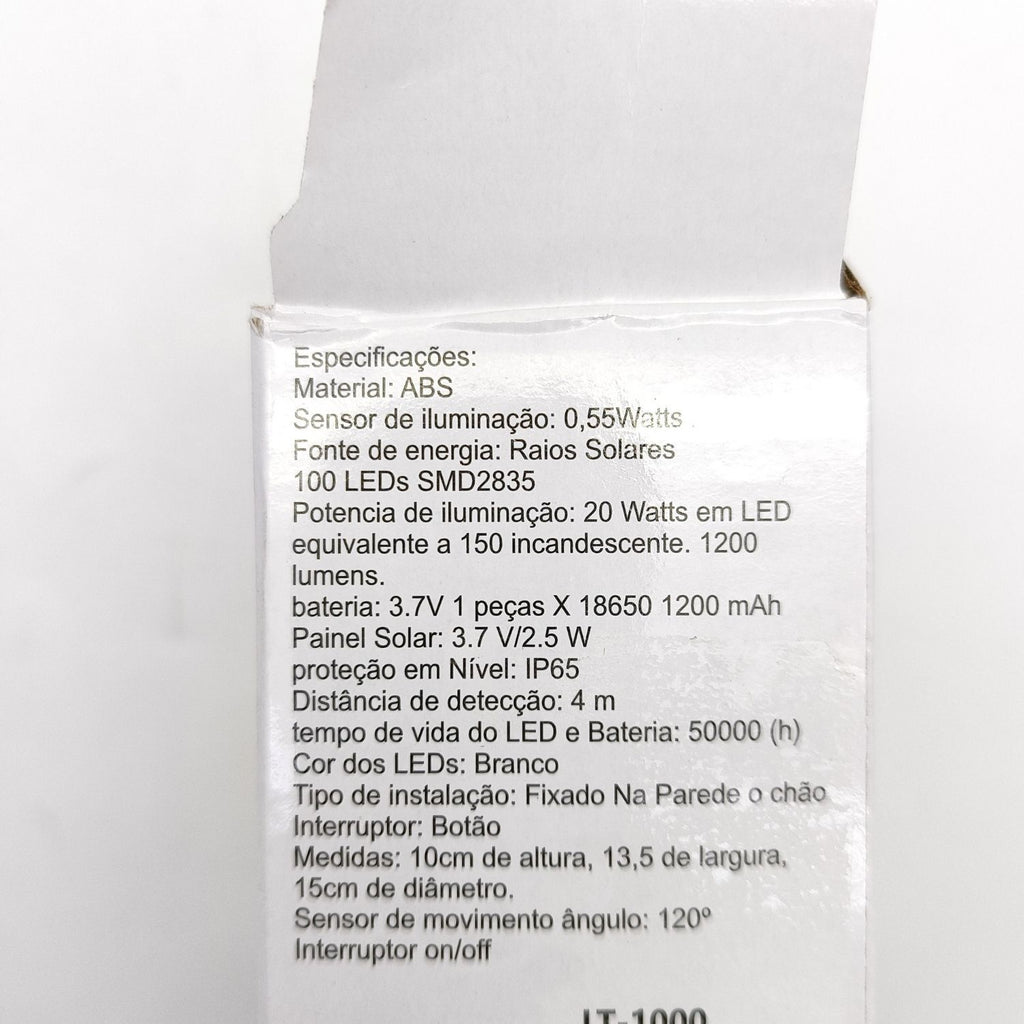 Especificações:
Material: ABS
Sensor de iluminação: 0,55Watts
Fonte de energia: Raios Solares
100 LEDs SMD2835
Potencia de iluminação: 20 Watts em LED
equivalente a 150 incandescente. 1200
lumens.
bateria: 3.7V 1 peças X 18650 1200 mAh
Painel Solar: 3.7 V/2.5 W
proteção em Nível: IP65
Distância de detecção: 4 m
tempo de vida do LED e Bateria: 50000 (h)
Cor dos LEDs: Branco
Tipo de instalação: Fixado Na Parede o chão
Interruptor: Botão
Medidas: 10cm de altura, 13,5 de largura,
15cm de diâmetro.
Sensor de movimento ângulo: 120º
Interruptor on/off